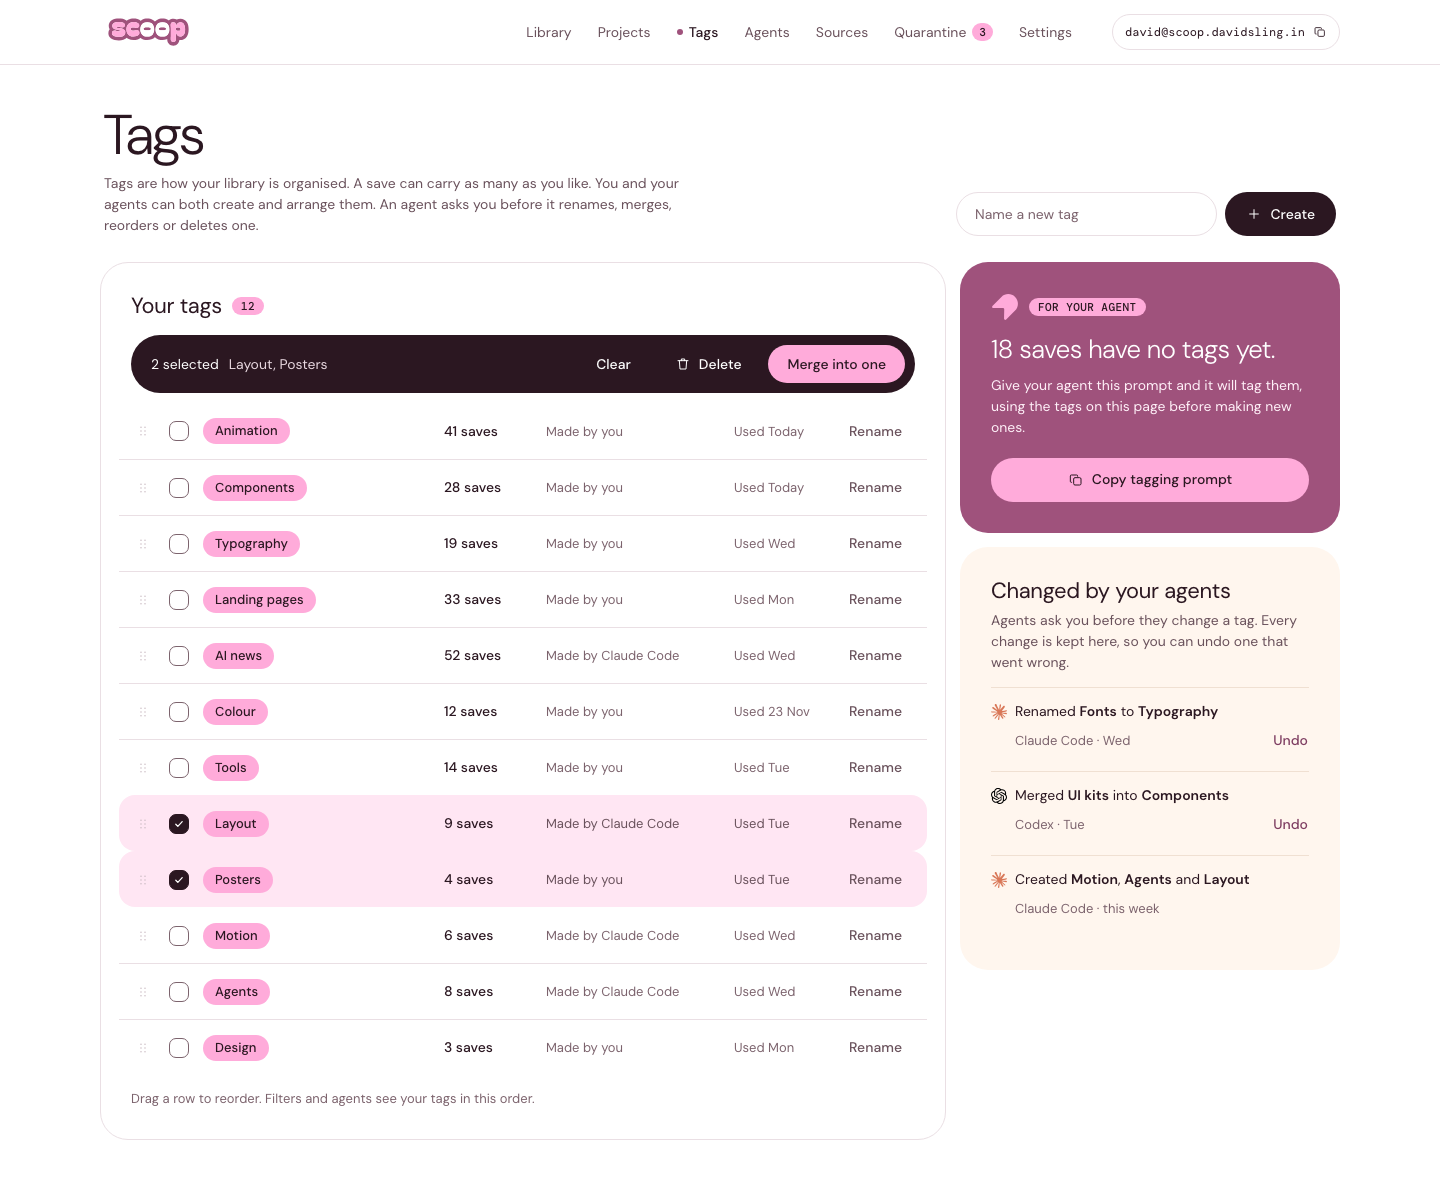 scoop
Library Projects Tags Agents Sources Quarantine 3 Settings david@scoop.davidsling.in
Tags
Tags are how your library is organised. A save can carry as many as you like. You and your
agents can both create and arrange them. An agent asks you before it renames, merges,
reorders or deletes one.
Name a new tag
Create
Your tags 12
2 selected Layout, Posters Clear Delete Merge into one
Animation 41 saves Made by you Used Today Rename
Components 28 saves Made by you Used Today Rename
Typography 19 saves Made by you Used Wed Rename
Landing pages 33 saves Made by you Used Mon Rename
AI news 52 saves Made by Claude Code Used Wed Rename
Colour 12 saves Made by you Used 23 Nov Rename
Tools 14 saves Made by you Used Tue Rename
Layout 9 saves Made by Claude Code Used Tue Rename
Posters 4 saves Made by you Used Tue Rename
Motion 6 saves Made by Claude Code Used Wed Rename
Agents 8 saves Made by Claude Code Used Wed Rename
Design 3 saves Made by you Used Mon Rename
Drag a row to reorder. Filters and agents see your tags in this order.
FOR YOUR AGENT
18 saves have no tags yet.
Give your agent this prompt and it will tag them,
using the tags on this page before making new
ones.
Copy tagging prompt
Changed by your agents
Agents ask you before they change a tag. Every
change is kept here, so you can undo one that
went wrong.
Renamed Fonts to Typography
Claude Code · Wed Undo
Merged UI kits into Components
Codex · Tue Undo
Created Motion, Agents and Layout
Claude Code · this week